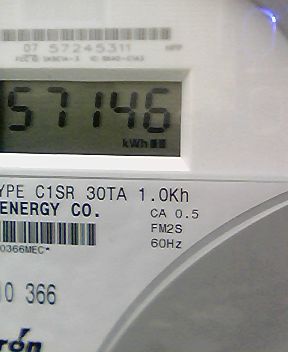 07 57245311
57146
kWh
YPE C1SR 30TA 1.0Kh
ENERGY CO.
CA 0.5
FM2S
60Hz
0366MEC*
10 366
rón